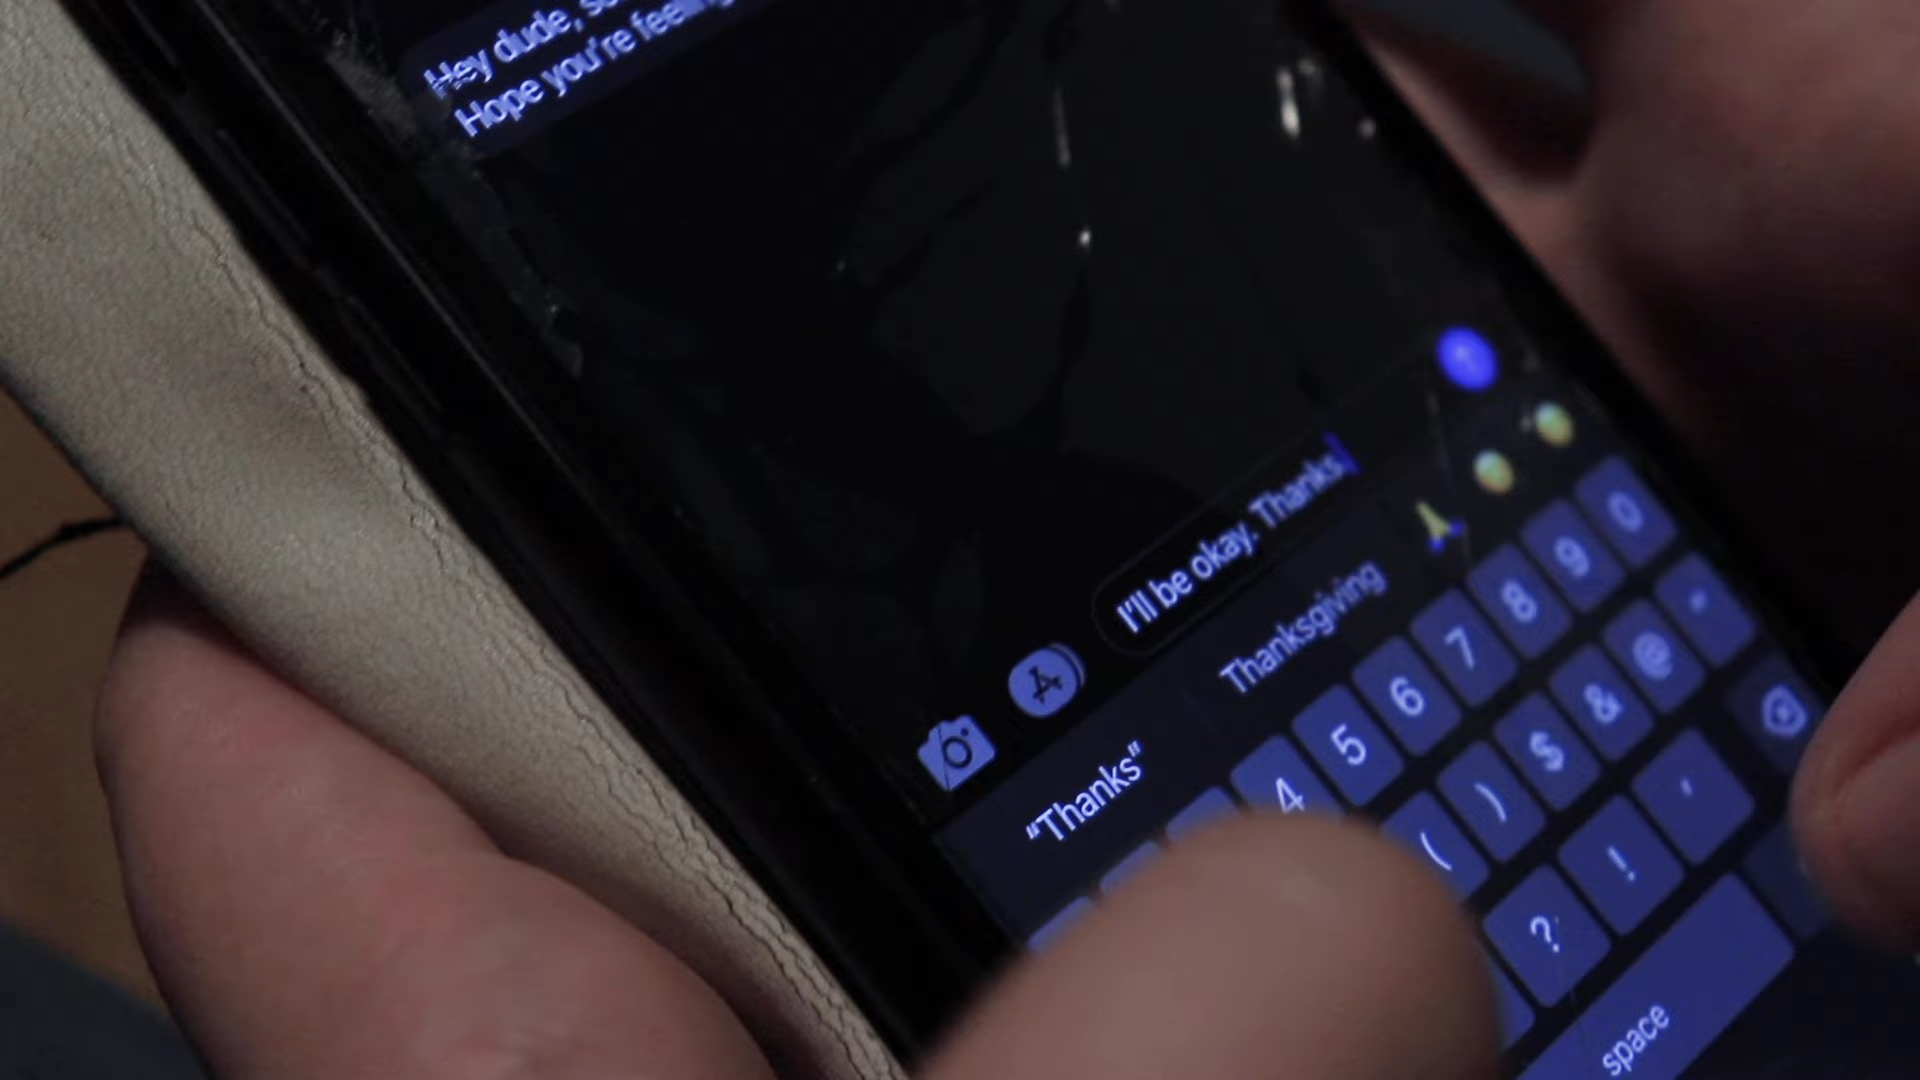 Hey dude,
Hope you're feeling
I'll be okay. Thanks.
"Thanks" Thanksgiving
4 5 6 7 8 9 0
( ) $ & @ "
? ! '
space